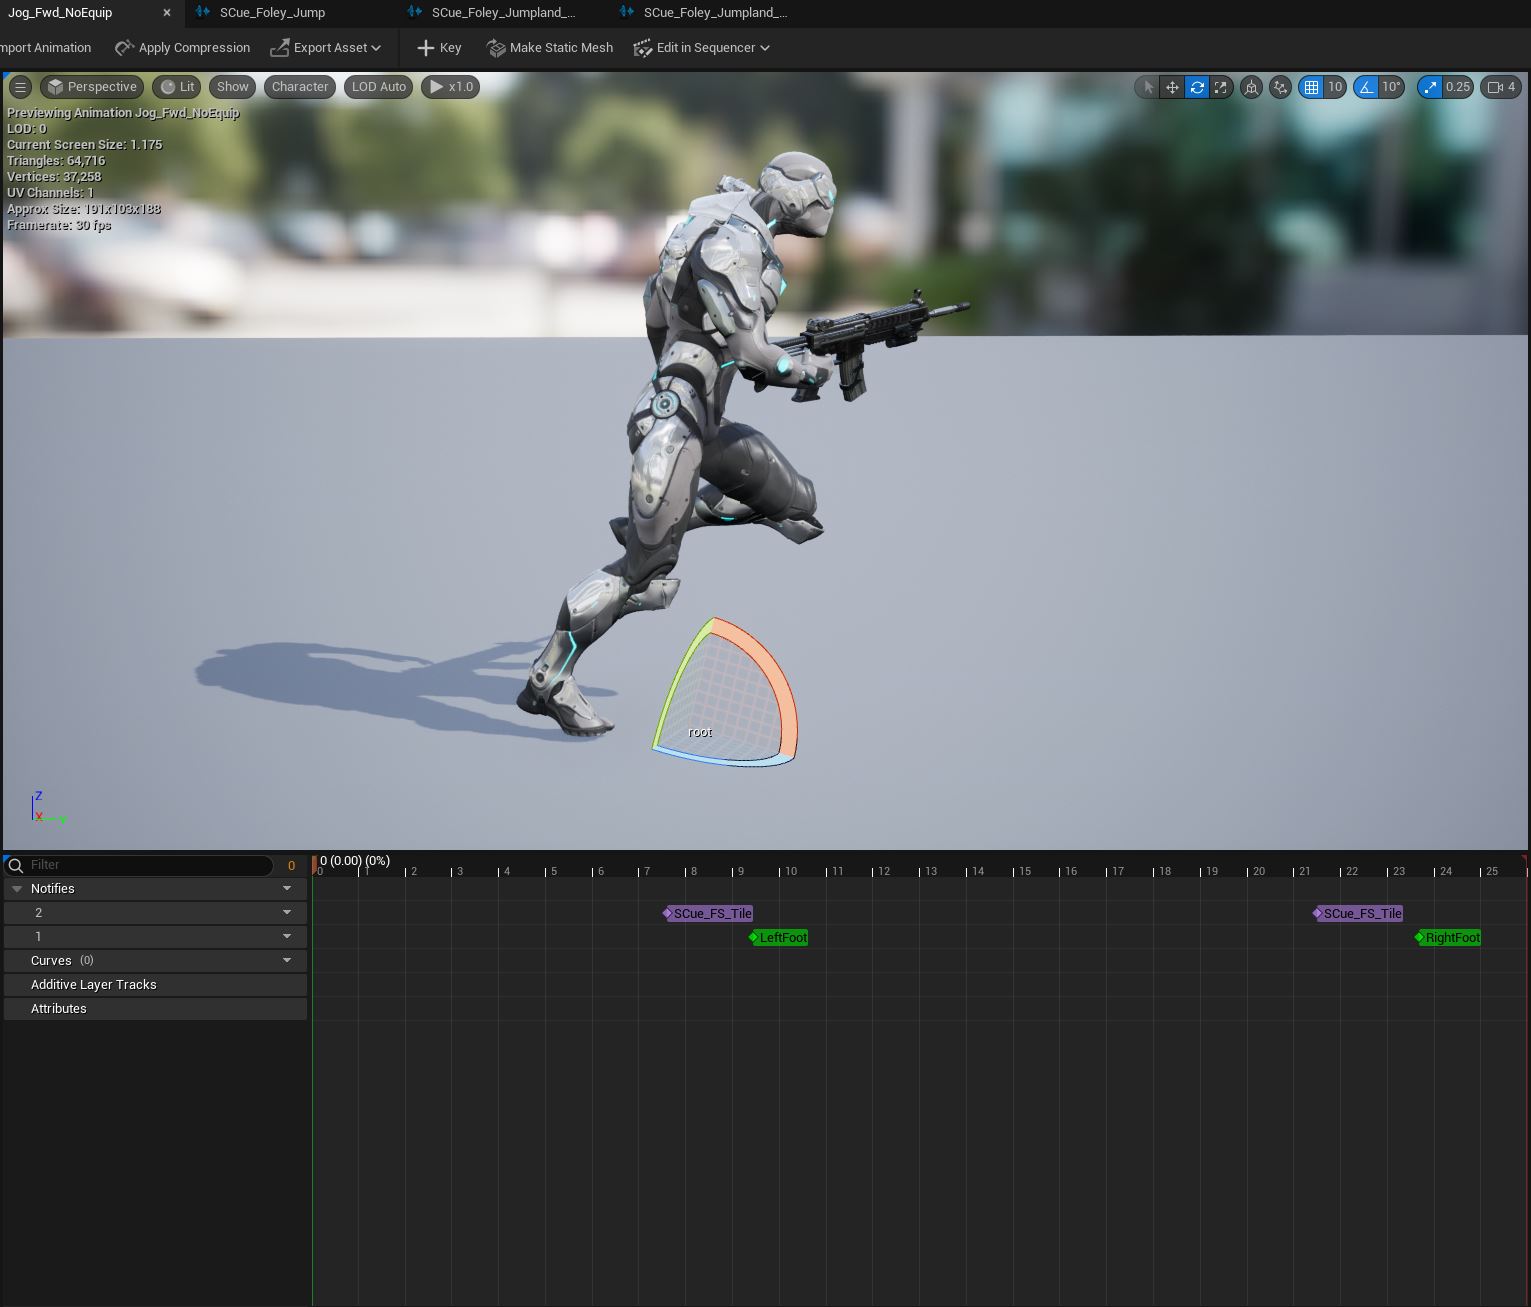 Jog_Fwd_NoEquip × SCue_Foley_Jump SCue_Foley_Jumpland_... SCue_Foley_Jumpland_...
mport Animation Apply Compression Export Asset Key Make Static Mesh Edit in Sequencer
Perspective Lit Show Character LOD Auto x1.0 10 10° 0.25 4
Previewing Animation Jog_Fwd_NoEquip
LOD: 0
Current Screen Size: 1.175
Triangles: 64,716
Vertices: 37,258
UV Channels: 1
Approx Size: 191x103x188
Framerate: 30 fps
root
Z
X Y
Filter 0 0 (0.00) (0%)
0 1 2 3 4 5 6 7 8 9 10 11 12 13 14 15 16 17 18 19 20 21 22 23 24 25
Notifies
2 SCue_FS_Tile SCue_FS_Tile
1 LeftFoot RightFoot
Curves (0)
Additive Layer Tracks
Attributes